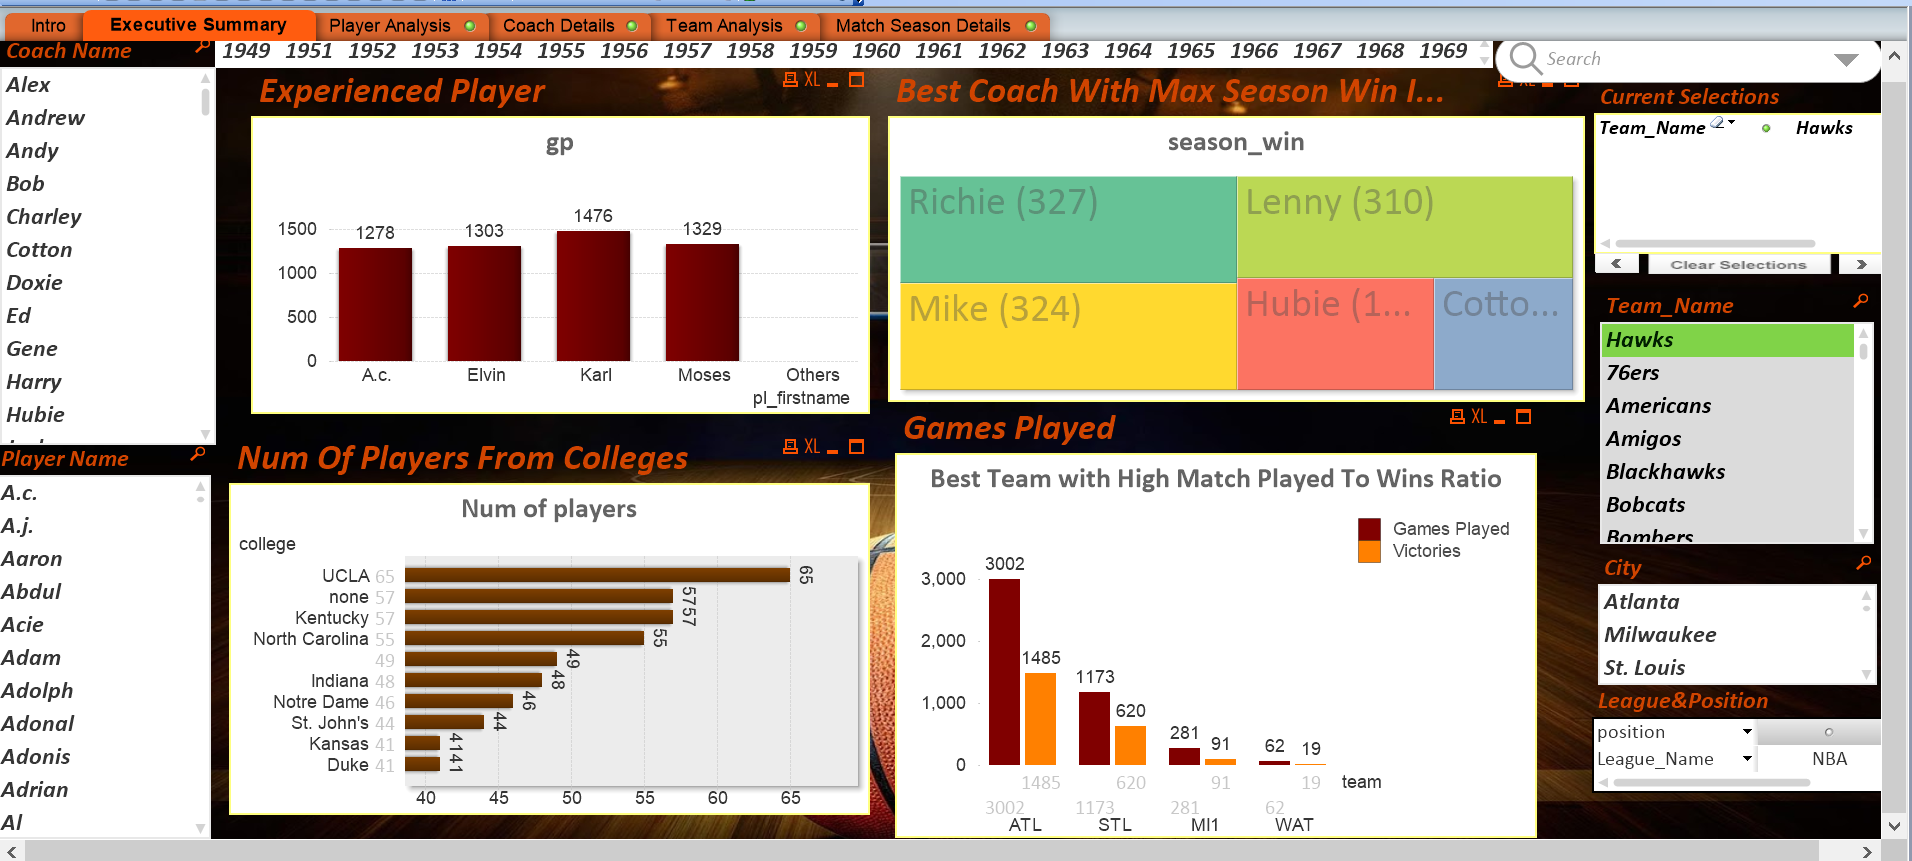 Intro
Executive Summary
Player Analysis
Coach Details
Team Analysis
Match Season Details
Coach Name
1949 1951 1952 1953 1954 1955 1956 1957 1958 1959 1960 1961 1962 1963 1964 1965 1966 1967 1968 1969
Search
Alex
Andrew
Andy
Bob
Charley
Cotton
Doxie
Ed
Gene
Harry
Hubie
Player Name
A.c.
A.j.
Aaron
Abdul
Acie
Adam
Adolph
Adonal
Adonis
Adrian
Al
Experienced Player
XL
gp
1500
1000
500
0
1278
1303
1476
1329
A.c.
Elvin
Karl
Moses
Others
pl_firstname
Best Coach With Max Season Win I...
XL
season_win
Richie (327)
Lenny (310)
Mike (324)
Hubie (1...
Cotto...
Num Of Players From Colleges
XL
Num of players
college
UCLA 65 65
none 57 57
Kentucky 57 57
North Carolina 55 55
49 49
Indiana 48 48
Notre Dame 46 46
St. John's 44 44
Kansas 41 41
Duke 41 41
40 45 50 55 60 65
Games Played
XL
Best Team with High Match Played To Wins Ratio
Games Played
Victories
3,000
2,000
1,000
0
3002
1485
1173
620
281
91
62
19
1485 620 91 19 team
3002 1173 281 62
ATL STL MI1 WAT
Current Selections
Team_Name Hawks
Clear Selections
Team_Name
Hawks
76ers
Americans
Amigos
Blackhawks
Bobcats
Bombers
City
Atlanta
Milwaukee
St. Louis
League&Position
position
League_Name NBA